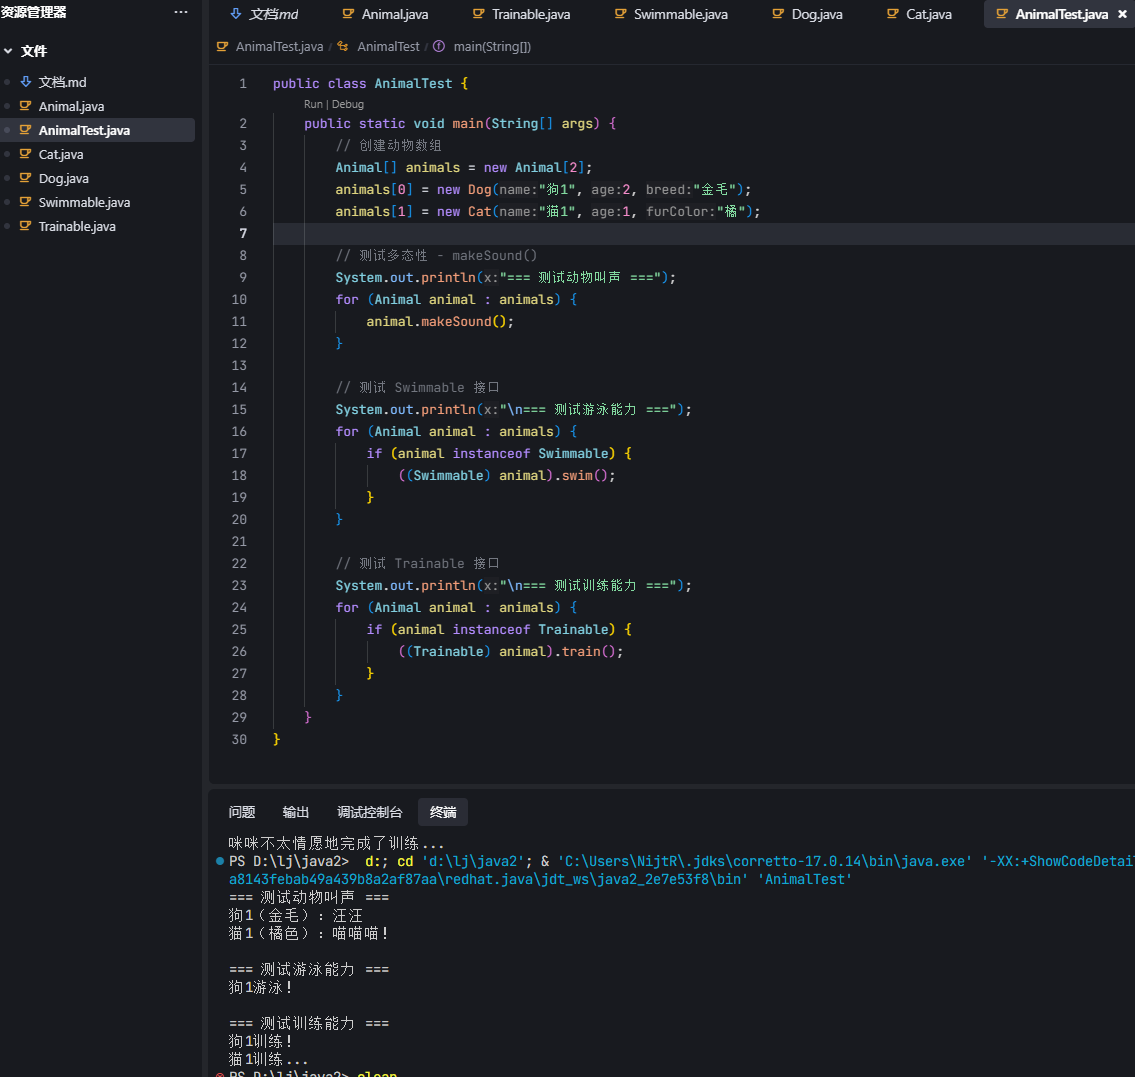 资源管理器 ...
文档.md Animal.java Trainable.java Swimmable.java Dog.java Cat.java AnimalTest.java
AnimalTest.java / AnimalTest / main(String[])
文件
文档.md
Animal.java
AnimalTest.java
Cat.java
Dog.java
Swimmable.java
Trainable.java
1 public class AnimalTest {
Run | Debug
2 public static void main(String[] args) {
3 // 创建动物数组
4 Animal[] animals = new Animal[2];
5 animals[0] = new Dog(name:"狗1", age:2, breed:"金毛");
6 animals[1] = new Cat(name:"猫1", age:1, furColor:"橘");
7
8 // 测试多态性 - makeSound()
9 System.out.println(x:"=== 测试动物叫声 ===");
10 for (Animal animal : animals) {
11 animal.makeSound();
12 }
13
14 // 测试 Swimmable 接口
15 System.out.println(x:"\n=== 测试游泳能力 ===");
16 for (Animal animal : animals) {
17 if (animal instanceof Swimmable) {
18 ((Swimmable) animal).swim();
19 }
20 }
21
22 // 测试 Trainable 接口
23 System.out.println(x:"\n=== 测试训练能力 ===");
24 for (Animal animal : animals) {
25 if (animal instanceof Trainable) {
26 ((Trainable) animal).train();
27 }
28 }
29 }
30 }
问题 输出 调试控制台 终端
咪咪不太情愿地完成了训练...
PS D:\lj\java2> d:; cd 'd:\lj\java2'; & 'C:\Users\NijtR\.jdks\corretto-17.0.14\bin\java.exe' '-XX:+ShowCodeDetai
a8143febab49a439b8a2af87aa\redhat.java\jdt_ws\java2_2e7e53f8\bin' 'AnimalTest'
=== 测试动物叫声 ===
狗1（金毛）：汪汪
猫1（橘色）：喵喵喵!
=== 测试游泳能力 ===
狗1游泳!
=== 测试训练能力 ===
狗1训练!
猫1训练...
PS D:\lj\java2>